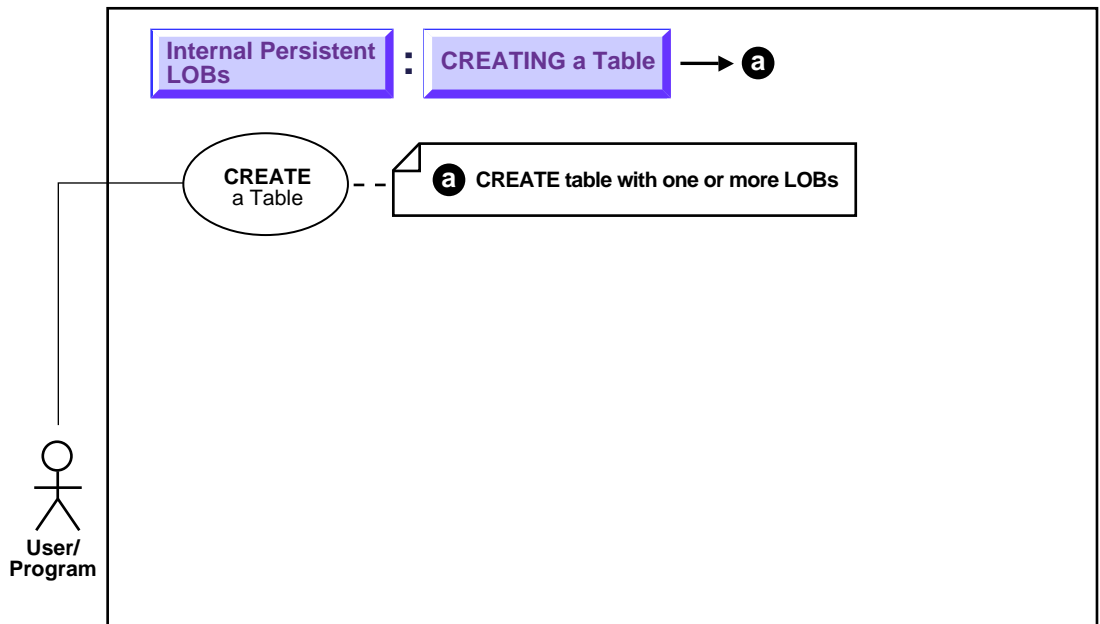 Internal Persistent
LOBs
:
CREATING a Table
a
CREATE
a Table
a CREATE table with one or more LOBs
User/
Program